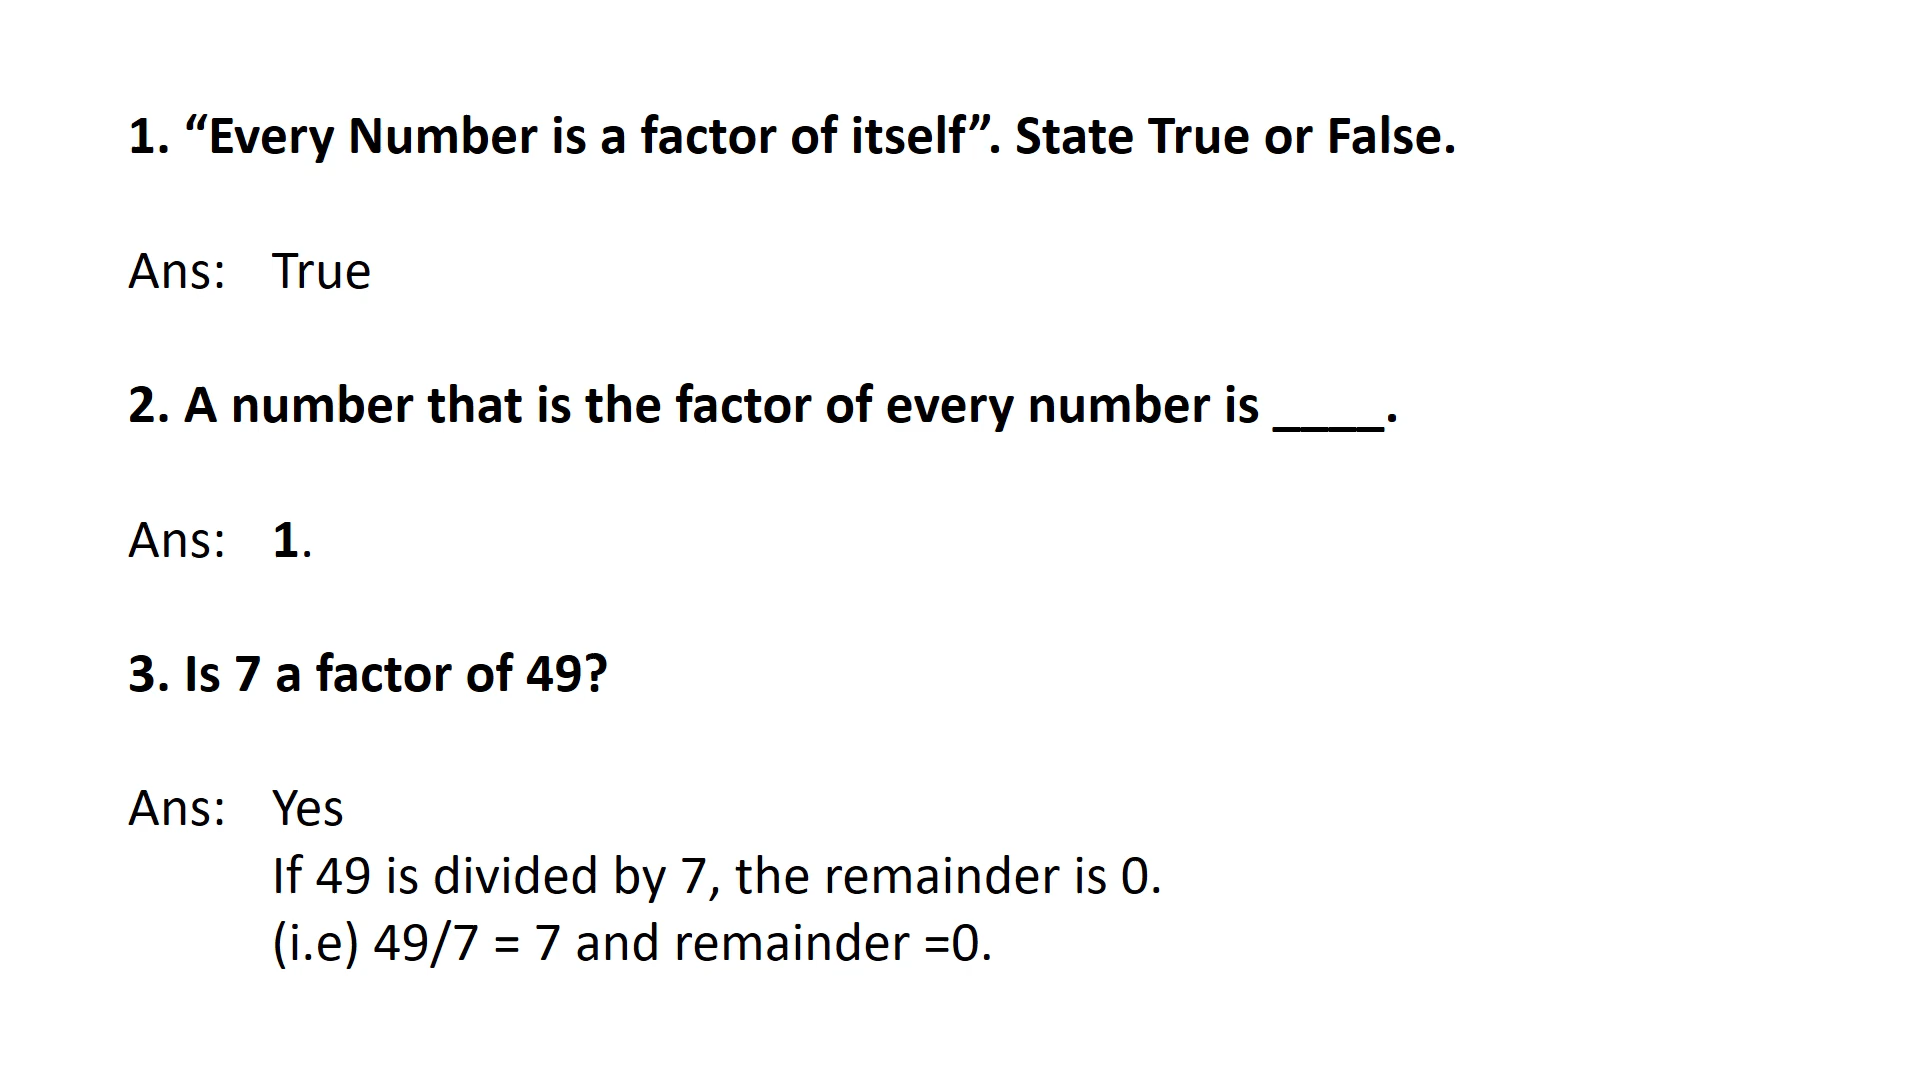 1. “Every Number is a factor of itself”. State True or False.
Ans: True
2. A number that is the factor of every number is ____.
Ans: 1.
3. Is 7 a factor of 49?
Ans: Yes
If 49 is divided by 7, the remainder is 0.
(i.e) 49/7 = 7 and remainder =0.